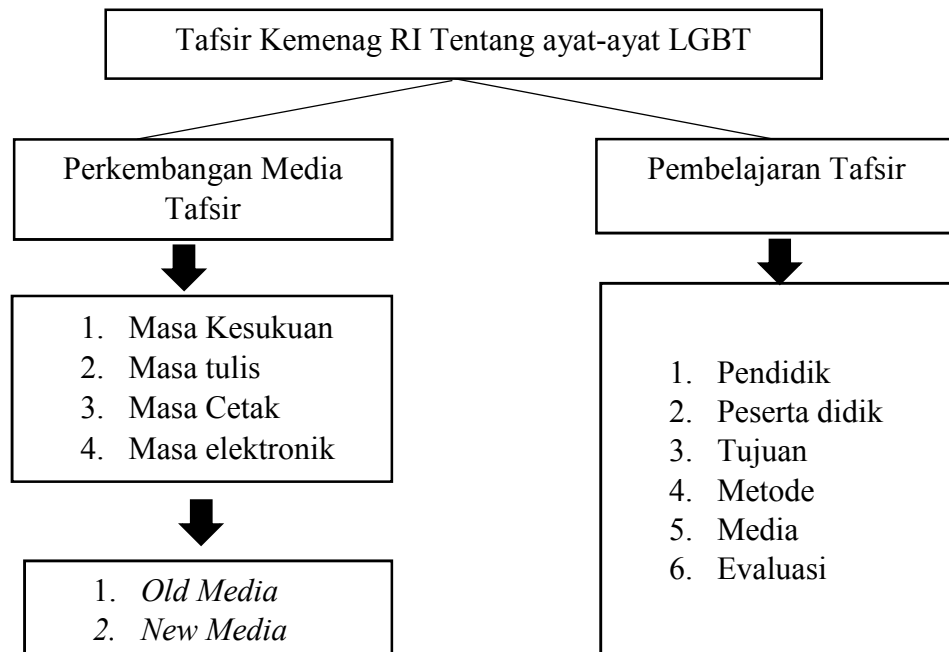 Tafsir Kemenag RI Tentang ayat-ayat LGBT
Perkembangan Media
Tafsir
1. Masa Kesukuan
2. Masa tulis
3. Masa Cetak
4. Masa elektronik
1. Old Media
2. New Media
Pembelajaran Tafsir
1. Pendidik
2. Peserta didik
3. Tujuan
4. Metode
5. Media
6. Evaluasi